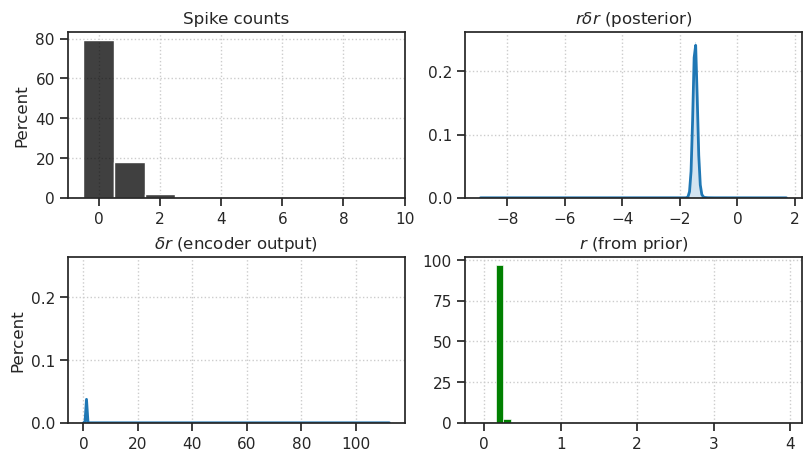 Spike counts
Percent
80
60
40
20
0
0 2 4 6 8 10
rδr (posterior)
0.2
0.1
0.0
−8 −6 −4 −2 0 2
δr (encoder output)
Percent
0.2
0.1
0.0
0 20 40 60 80 100
r (from prior)
100
75
50
25
0
0 1 2 3 4